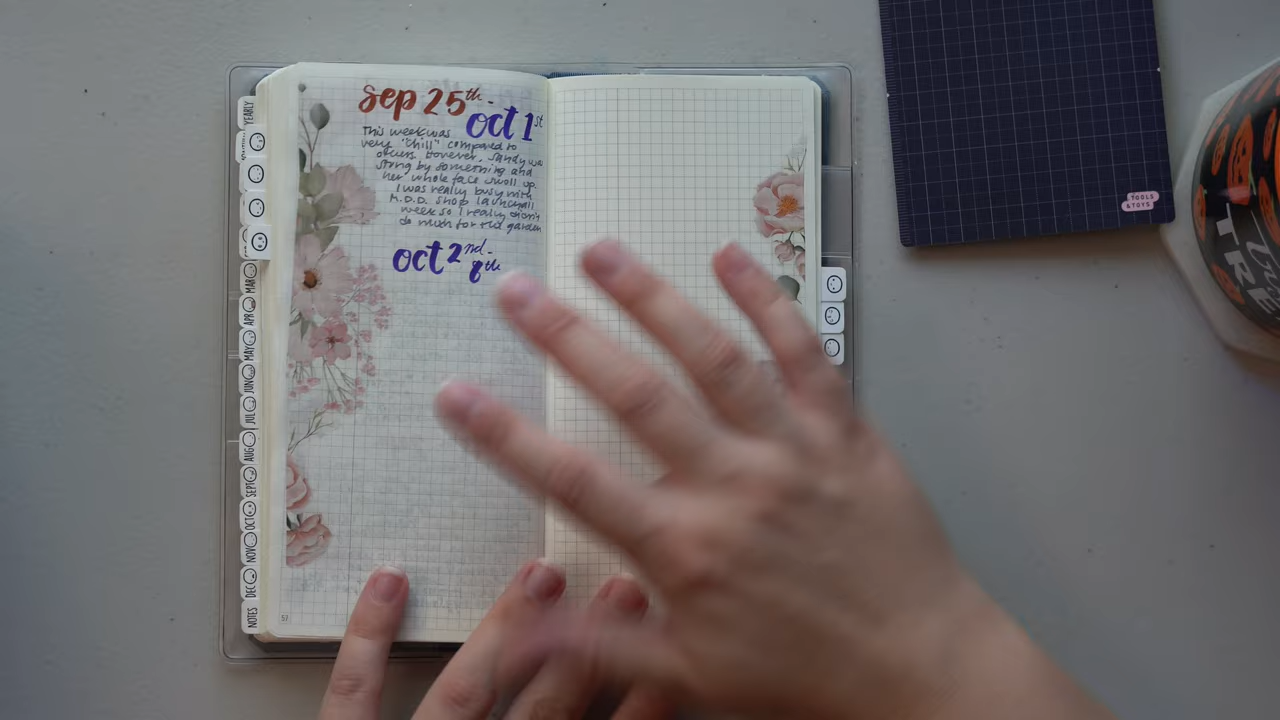 sep 25th -
oct 1st
This week was
very "chill" compared to
others. However, Sandy was
stung by something and
her whole face swoll up.
I was really busy with
H.D.D. Shop launch all
week so I really didn't
do much for the garden
oct 2nd -
8th
YEARLY
MAR
APR
MAY
JUN
JUL
AUG
SEPT
OCT
NOV
DEC
NOTES
57
TOOLS
&TOYS
TRE